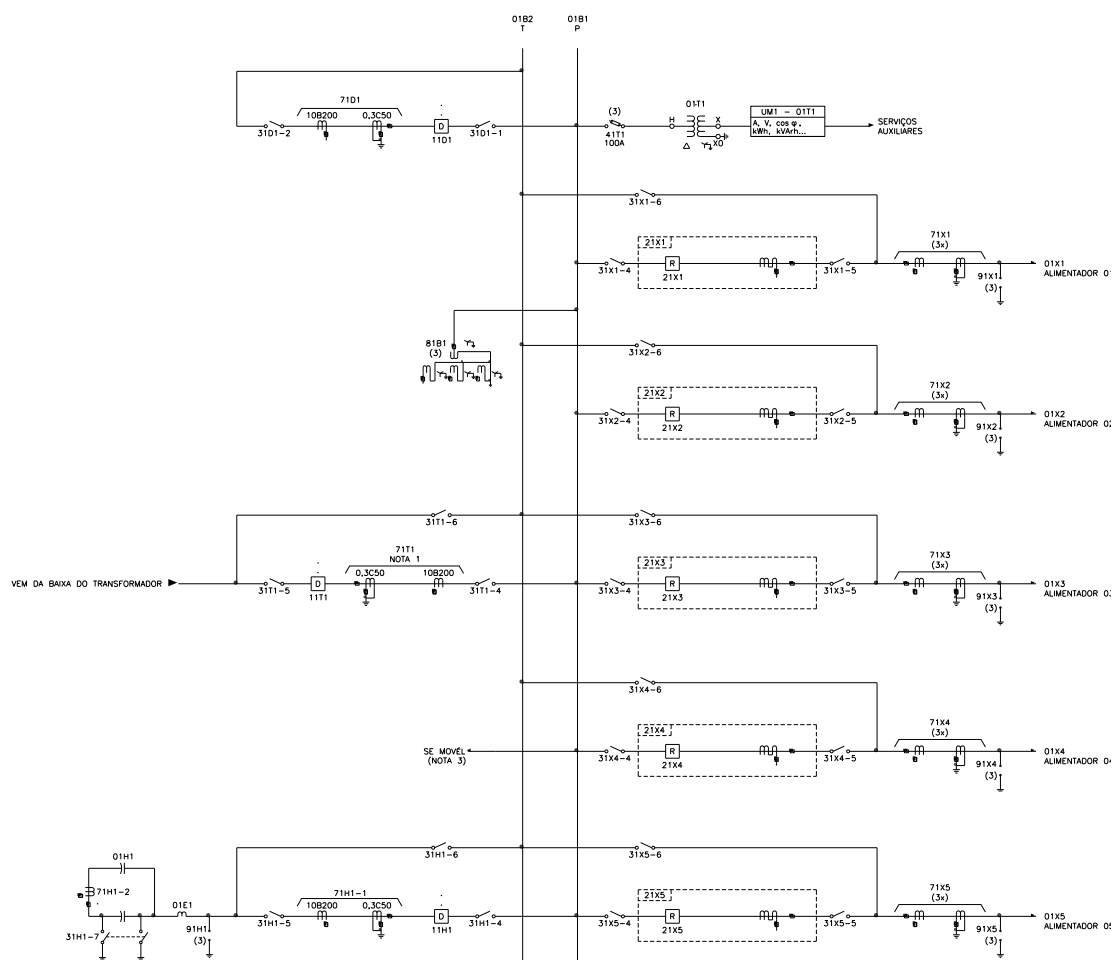 01B2
T
01B1
P
71D1
10B200
0,3C50
31D1-2
D
11D1
31D1-1
(3)
41T1
100A
01-T1
H
X
X0
UM1 - 01T1
A, V, cos φ,
kWh, kVArh...
SERVIÇOS
AUXILIARES
31X1-6
21X1
R
21X1
31X1-4
31X1-5
71X1
(3x)
91X1
(3)
01X1
ALIMENTADOR 01
81B1
(3)
31X2-6
21X2
R
21X2
31X2-4
31X2-5
71X2
(3x)
91X2
(3)
01X2
ALIMENTADOR 02
31T1-6
31X3-6
71T1
NOTA 1
0,3C50
10B200
VEM DA BAIXA DO TRANSFORMADOR
31T1-5
D
11T1
31T1-4
21X3
R
21X3
31X3-4
31X3-5
71X3
(3x)
91X3
(3)
01X3
ALIMENTADOR 03
31X4-6
SE MOVÉL
(NOTA 3)
21X4
R
21X4
31X4-4
31X4-5
71X4
(3x)
91X4
(3)
01X4
ALIMENTADOR 04
31H1-6
31X5-6
01H1
71H1-2
01E1
31H1-7
91H1
(3)
31H1-5
71H1-1
10B200
0,3C50
D
11H1
31H1-4
21X5
R
21X5
31X5-4
31X5-5
71X5
(3x)
91X5
(3)
01X5
ALIMENTADOR 05